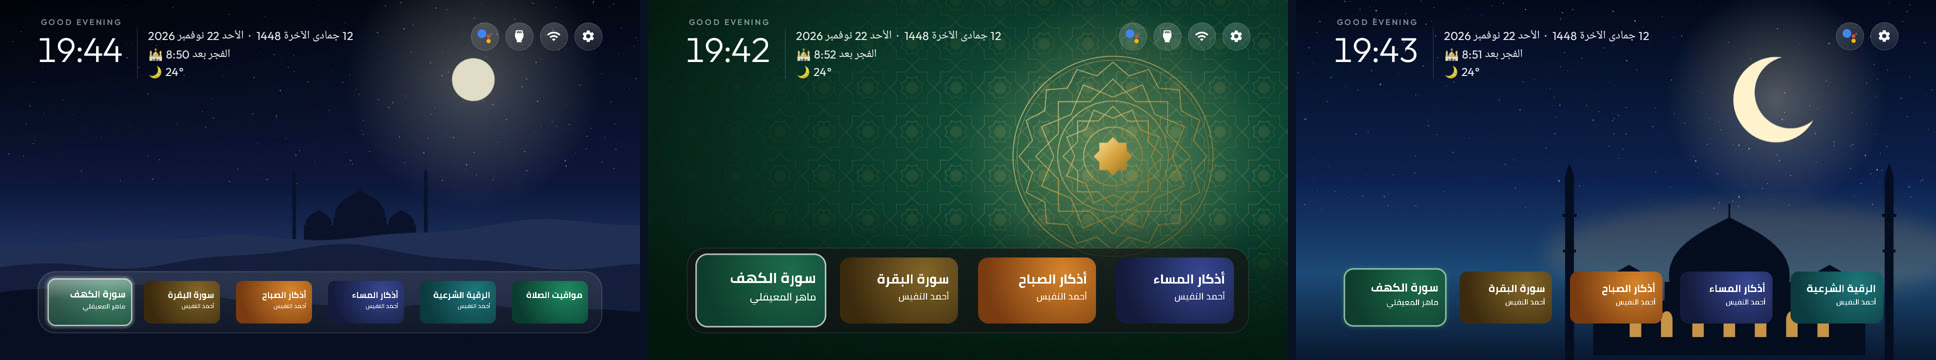 GOOD EVENING
19:44
12 جمادى الآخرة 1448 · الأحد 22 نوفمبر 2026
الفجر بعد 8:50
24°
سورة الكهف
ماهر المعيقلي
سورة البقرة
أحمد النفيس
أذكار الصباح
أحمد النفيس
أذكار المساء
أحمد النفيس
الرقية الشرعية
أحمد النفيس
مواقيت الصلاة
GOOD EVENING
19:42
12 جمادى الآخرة 1448 · الأحد 22 نوفمبر 2026
الفجر بعد 8:52
24°
سورة الكهف
ماهر المعيقلي
سورة البقرة
أحمد النفيس
أذكار الصباح
أحمد النفيس
أذكار المساء
أحمد النفيس
GOOD EVENING
19:43
12 جمادى الآخرة 1448 · الأحد 22 نوفمبر 2026
الفجر بعد 8:51
24°
سورة الكهف
ماهر المعيقلي
سورة البقرة
أحمد النفيس
أذكار الصباح
أحمد النفيس
أذكار المساء
أحمد النفيس
الرقية الشرعية
أحمد النفيس